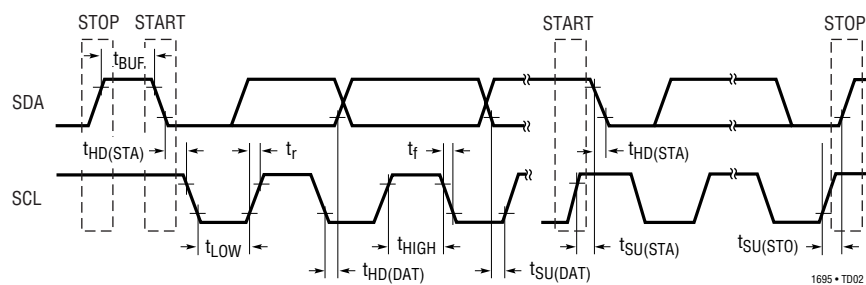 STOP START START STOP
tBUF
SDA
tHD(STA) tr tf tHD(STA)
SCL
tLOW tHIGH tSU(STA) tSU(STO)
tHD(DAT) tSU(DAT)
1695 • TD02